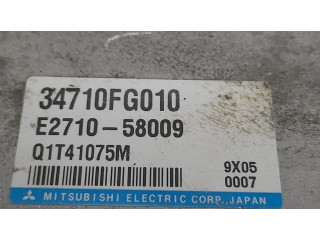 34710FG010
E2710-58009
Q1T41075M
9X05
0007
MITSUBISHI ELECTRIC CORP. JAPAN